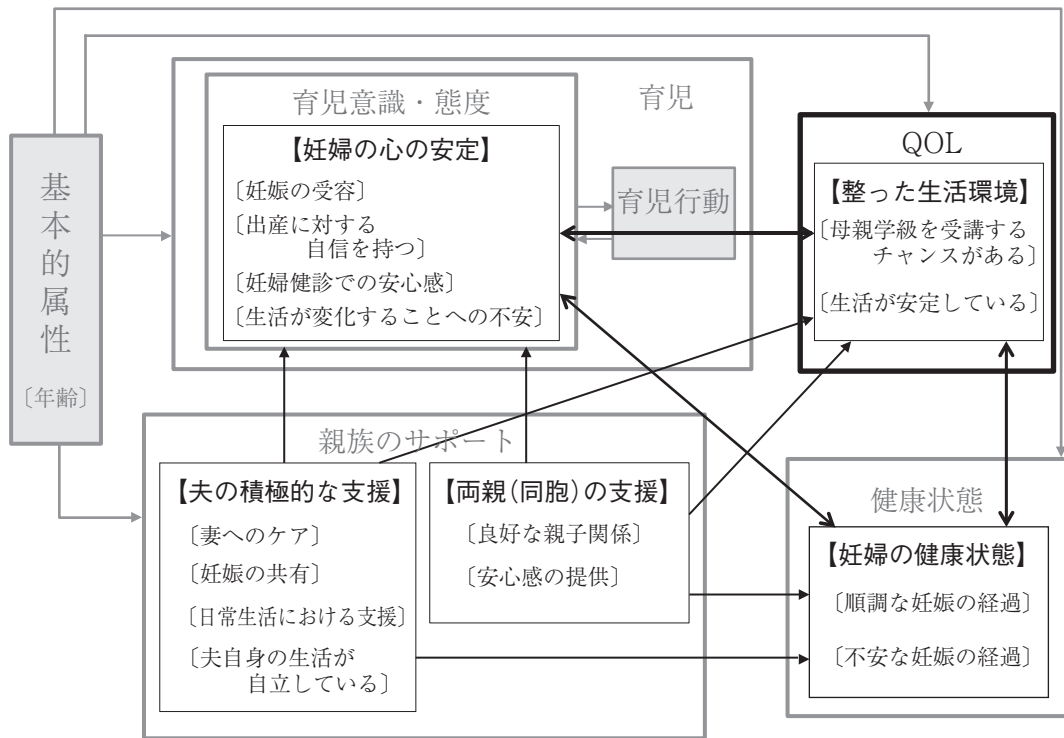 基本的属性
〔年齢〕
育児
育児意識・態度
【妊婦の心の安定】
〔妊娠の受容〕
〔出産に対する
自信を持つ〕
〔妊婦健診での安心感〕
〔生活が変化することへの不安〕
育児行動
QOL
【整った生活環境】
〔母親学級を受講する
チャンスがある〕
〔生活が安定している〕
親族のサポート
【夫の積極的な支援】
〔妻へのケア〕
〔妊娠の共有〕
〔日常生活における支援〕
〔夫自身の生活が
自立している〕
【両親(同胞)の支援】
〔良好な親子関係〕
〔安心感の提供〕
健康状態
【妊婦の健康状態】
〔順調な妊娠の経過〕
〔不安な妊娠の経過〕